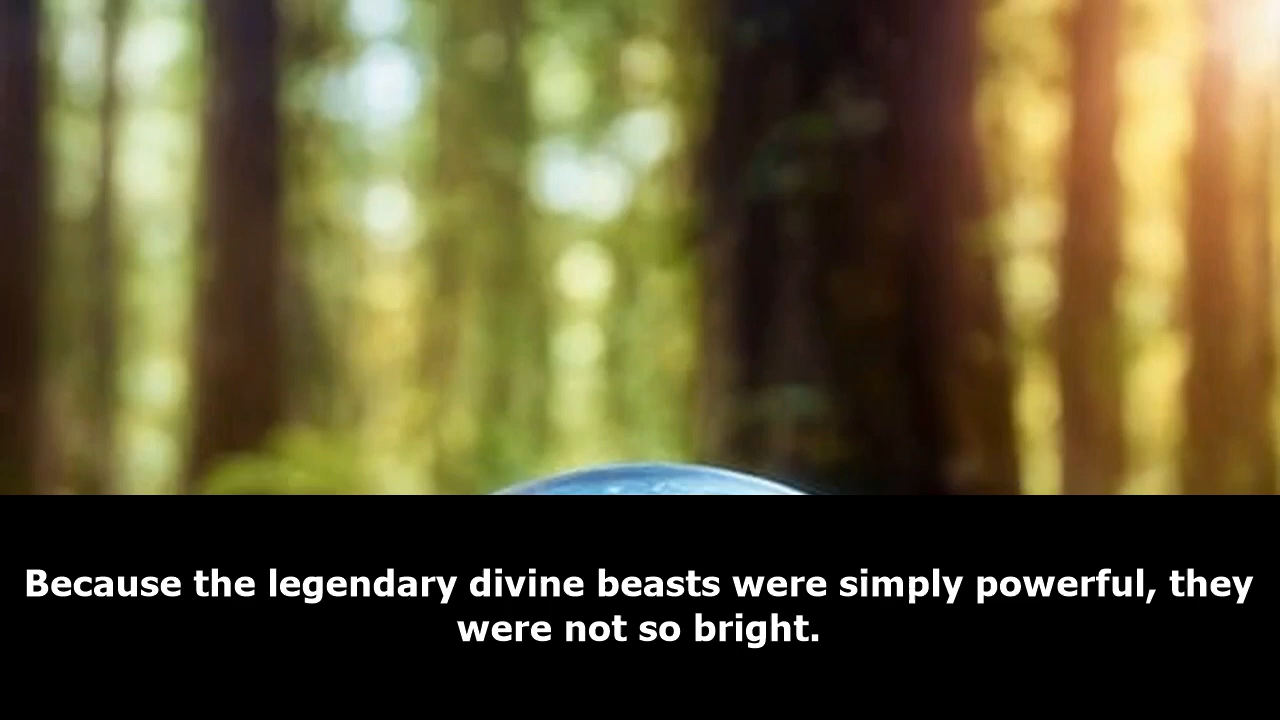 Because the legendary divine beasts were simply powerful, they
were not so bright.